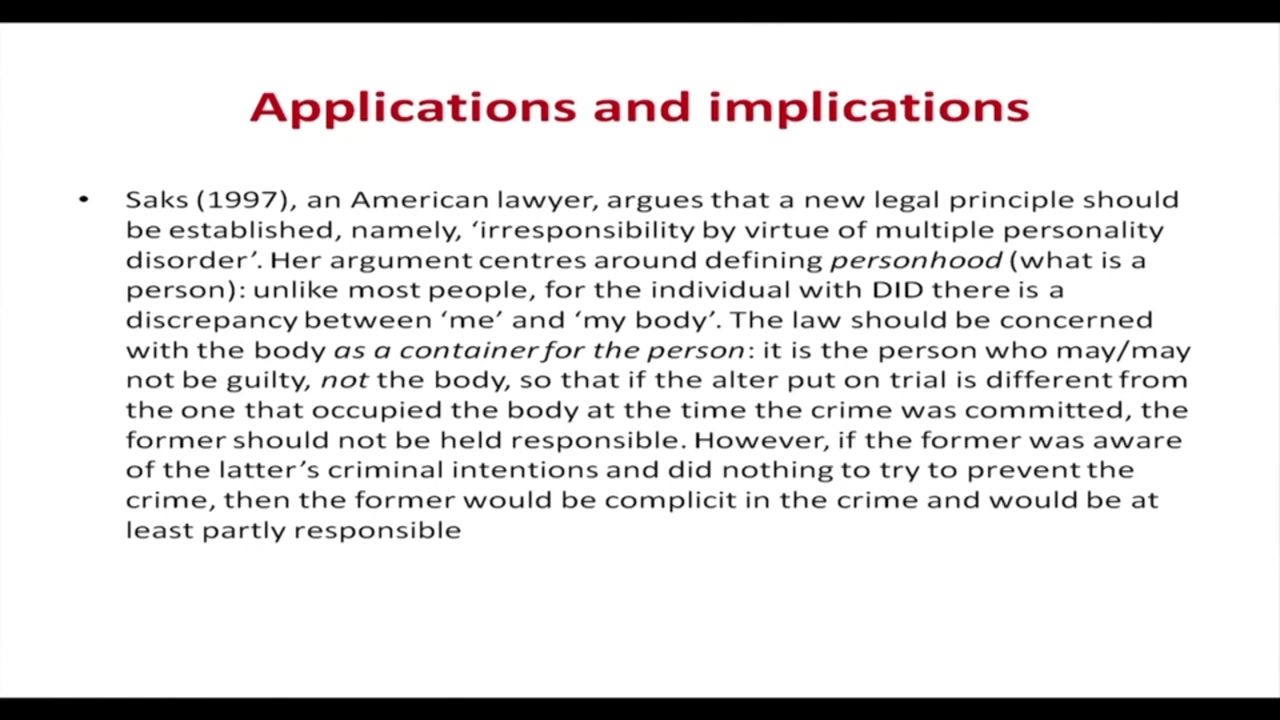 Applications and implications
• Saks (1997), an American lawyer, argues that a new legal principle should
be established, namely, ‘irresponsibility by virtue of multiple personality
disorder’. Her argument centres around defining personhood (what is a
person): unlike most people, for the individual with DID there is a
discrepancy between ‘me’ and ‘my body’. The law should be concerned
with the body as a container for the person: it is the person who may/may
not be guilty, not the body, so that if the alter put on trial is different from
the one that occupied the body at the time the crime was committed, the
former should not be held responsible. However, if the former was aware
of the latter’s criminal intentions and did nothing to try to prevent the
crime, then the former would be complicit in the crime and would be at
least partly responsible